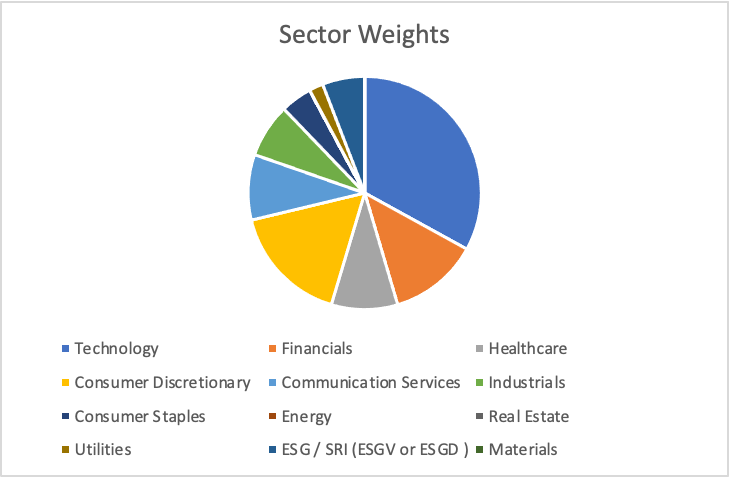 Sector Weights
Technology
Financials
Healthcare
Consumer Discretionary
Communication Services
Industrials
Consumer Staples
Energy
Real Estate
Utilities
ESG / SRI (ESGV or ESGD )
Materials